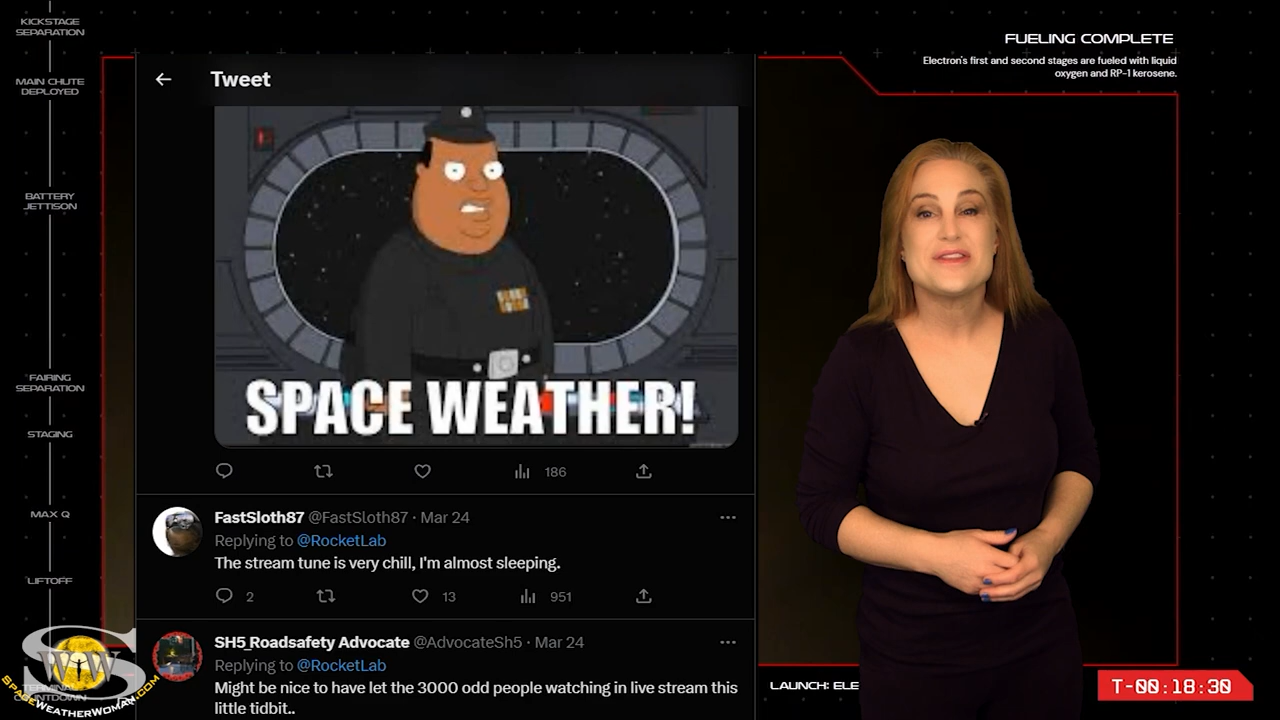 KICKSTAGE
SEPARATION
MAIN CHUTE
DEPLOYED
BATTERY
JETTISON
FAIRING
SEPARATION
STAGING
MAX Q
LIFTOFF
TERMINAL
COUNTDOWN
SW
SPACEWEATHERWOMAN.COM
Tweet
SPACE WEATHER!
186
FastSloth87 @FastSloth87 · Mar 24
Replying to @RocketLab
The stream tune is very chill, I'm almost sleeping.
2 13 951
SH5_Roadsafety Advocate @AdvocateSh5 · Mar 24
Replying to @RocketLab
Might be nice to have let the 3000 odd people watching in live stream this
little tidbit..
FUELING COMPLETE
Electron's first and second stages are fueled with liquid
oxygen and RP-1 kerosene.
LAUNCH: ELE
T-00:18:30